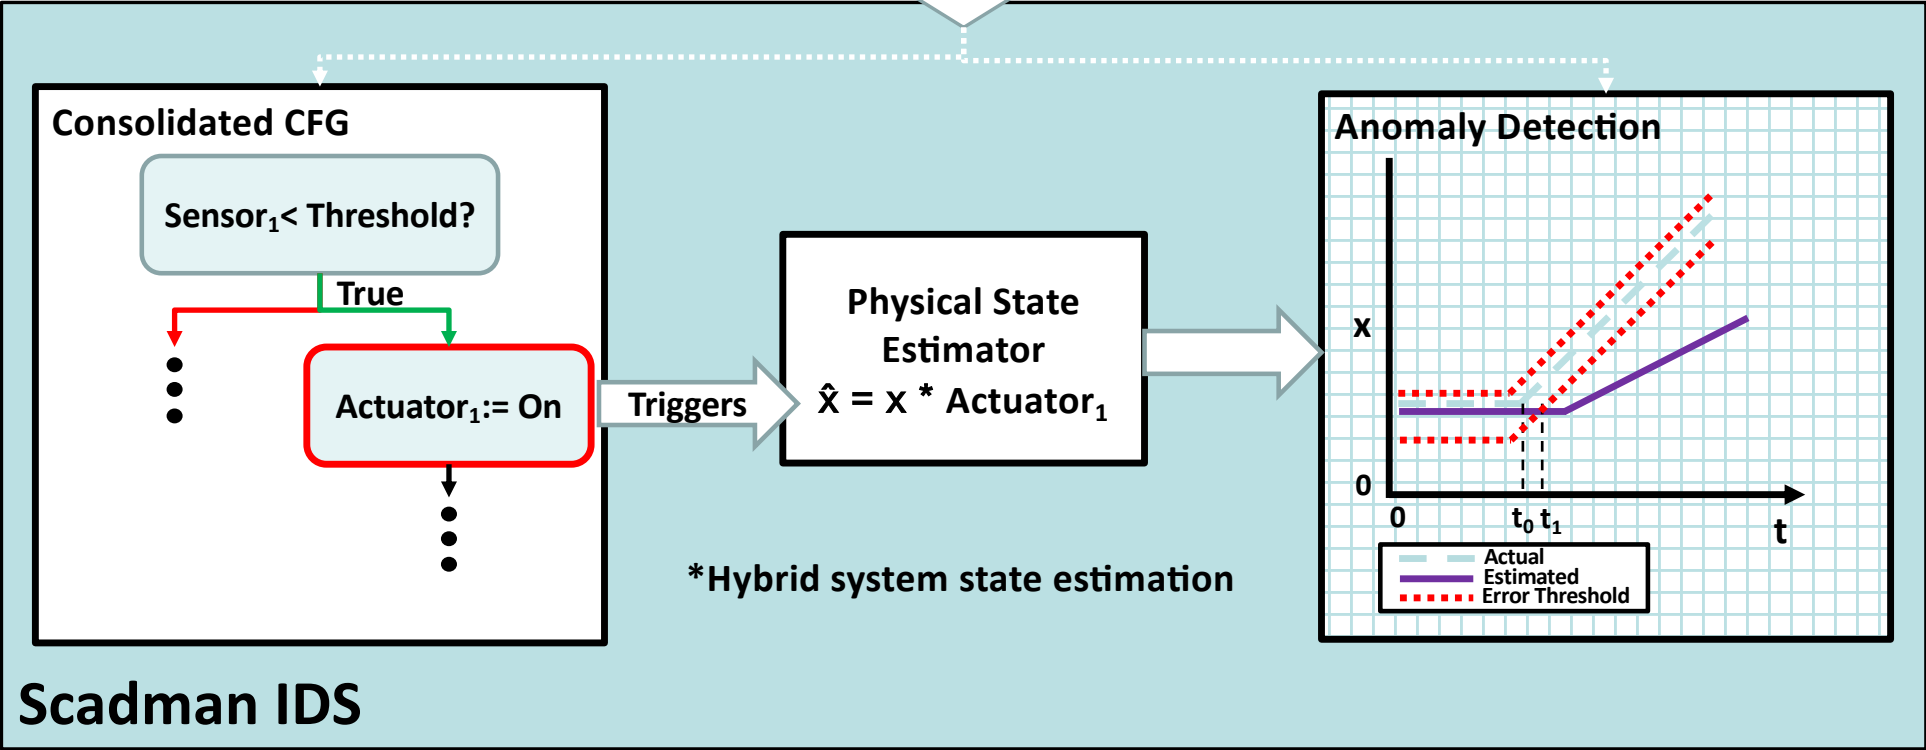 Consolidated CFG
Sensor₁< Threshold?
True
Actuator₁:= On
Triggers
Physical State
Estimator
x̂ = x * Actuator₁
*Hybrid system state estimation
Anomaly Detection
x
0
0
t₀ t₁
t
Actual
Estimated
Error Threshold
Scadman IDS